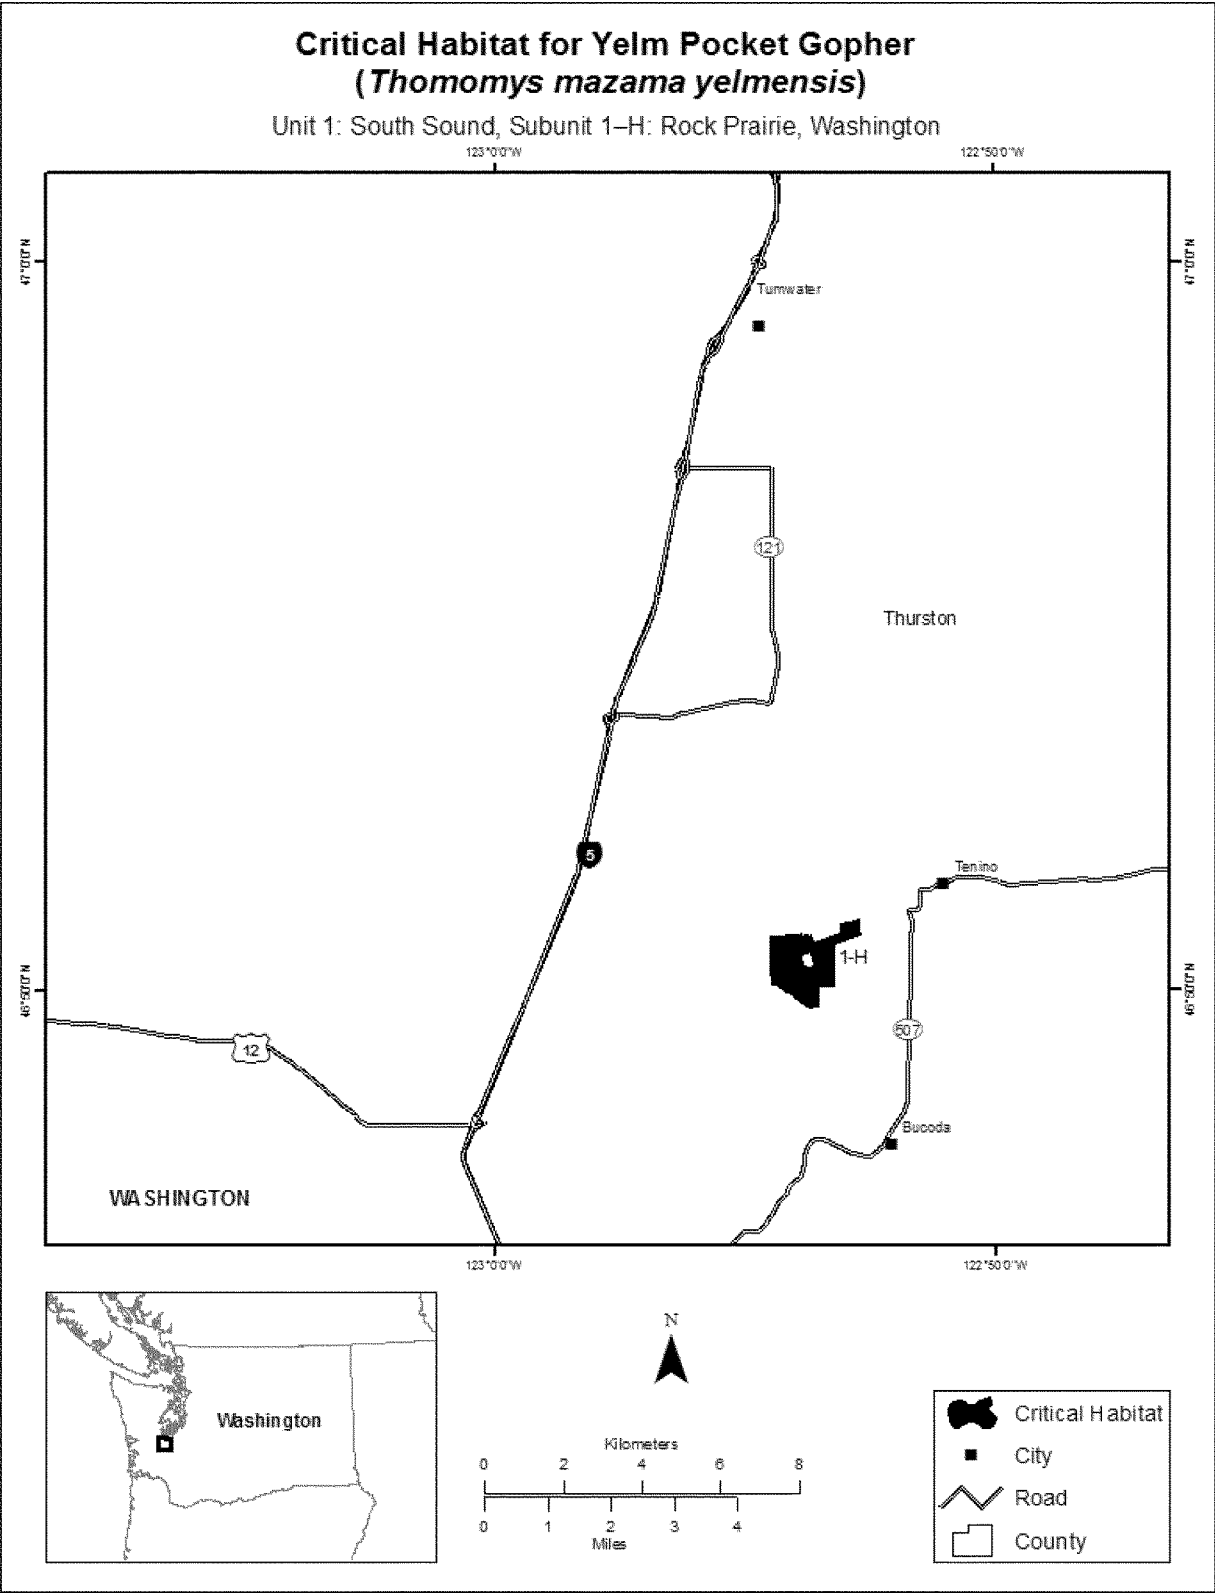 Critical Habitat for Yelm Pocket Gopher
(Thomomys mazama yelmensis)
Unit 1: South Sound, Subunit 1–H: Rock Prairie, Washington
123°0'0"W
122°50'0"W
47°0'0"N
47°0'0"N
Tumwater
121
Thurston
5
Tenino
1-H
46°50'0"N
46°50'0"N
507
12
Bucoda
WASHINGTON
123°0'0"W
122°50'0"W
Washington
N
Kilometers
0 2 4 6 8
0 1 2 3 4
Miles
Critical Habitat
City
Road
County